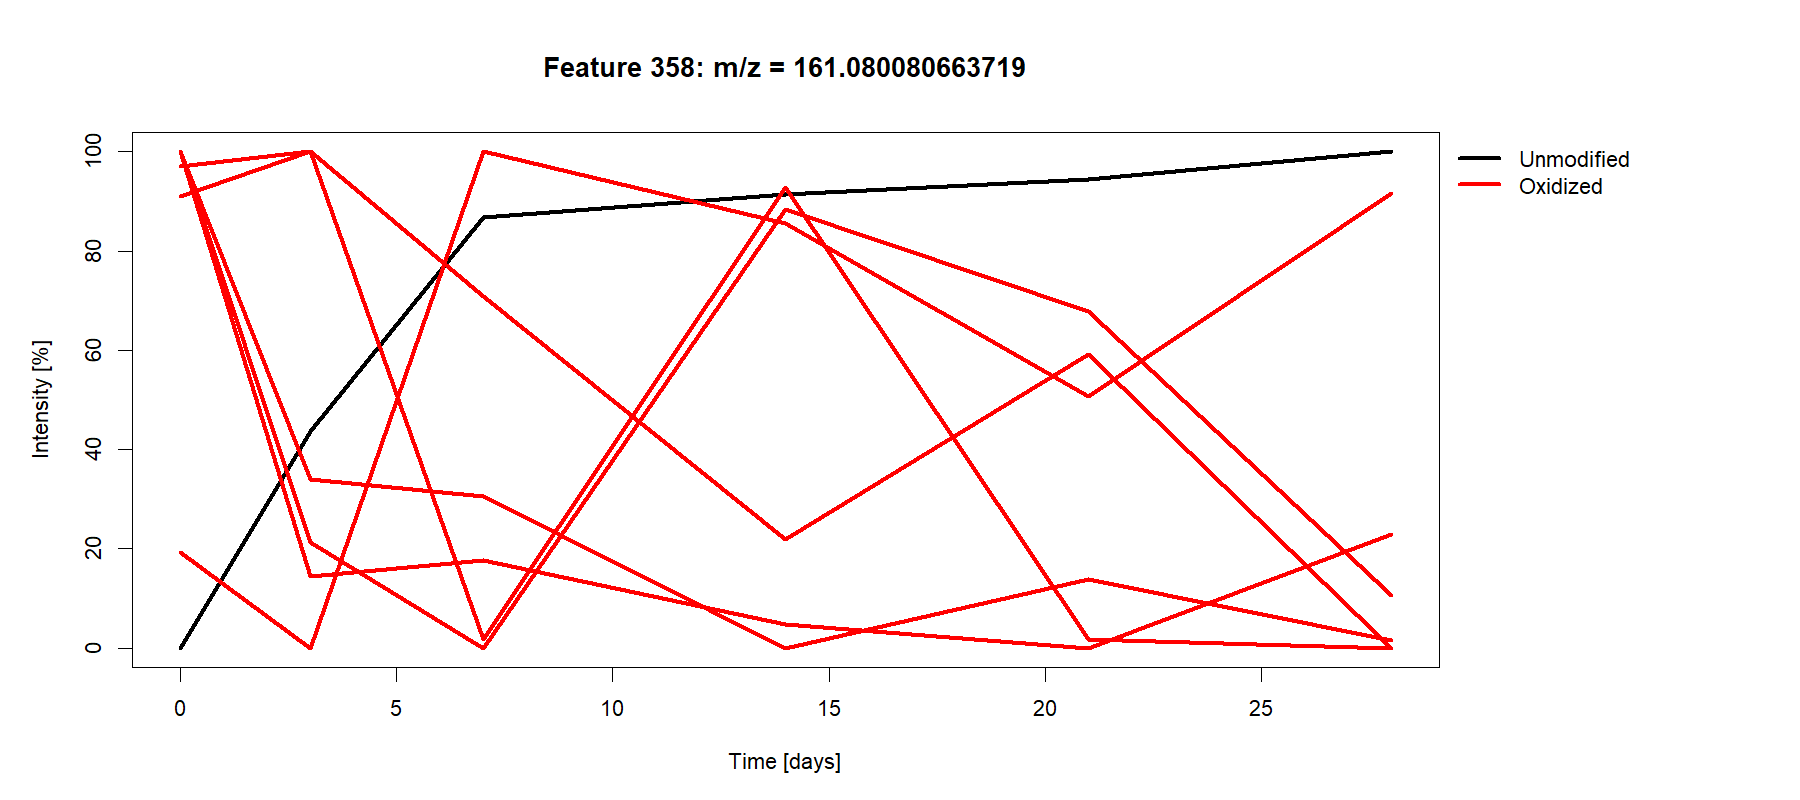 Feature 358: m/z = 161.080080663719
Unmodified
Oxidized
Intensity [%]
100
80
60
40
20
0
0 5 10 15 20 25
Time [days]